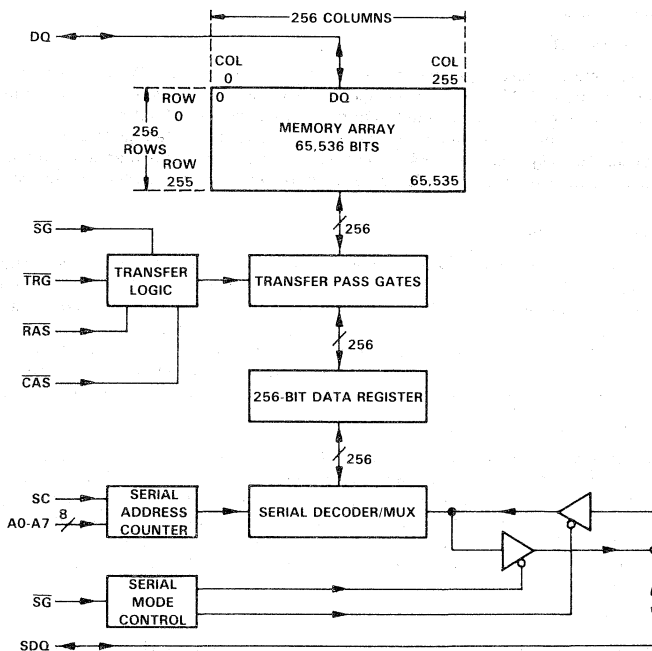 256 COLUMNS
DQ
COL
0
COL
255
ROW
0
0
DQ
256
ROWS
MEMORY ARRAY
65,536 BITS
ROW
255
65,535
SG
256
TRG
TRANSFER
LOGIC
TRANSFER PASS GATES
RAS
256
CAS
256-BIT DATA REGISTER
256
SC
A0-A7
8
SERIAL
ADDRESS
COUNTER
SERIAL DECODER/MUX
SG
SERIAL
MODE
CONTROL
SDQ